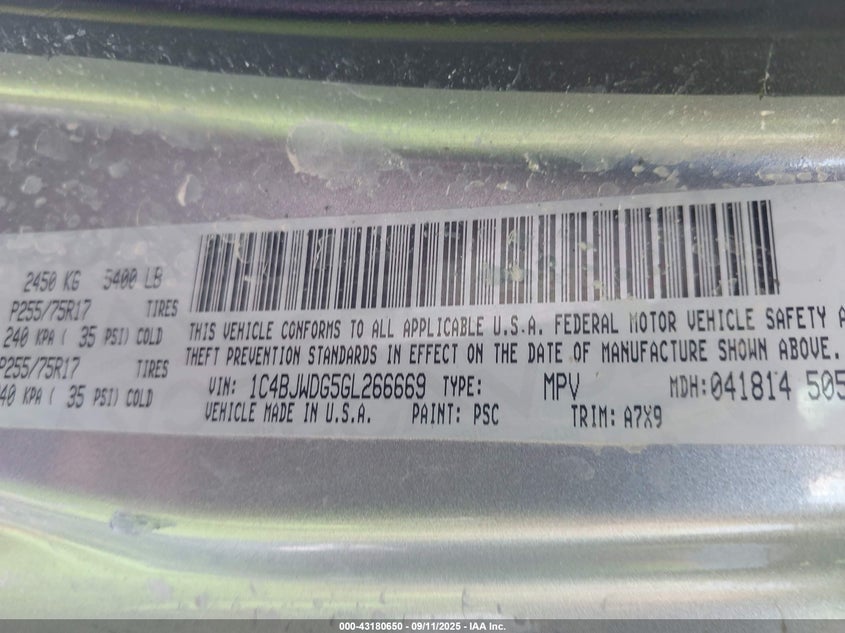 2450 KG 5400 LB
P255/75R17 TIRES
240 KPA ( 35 PSI) COLD
P255/75R17 TIRES
40 KPA ( 35 PSI) COLD
THIS VEHICLE CONFORMS TO ALL APPLICABLE U.S.A. FEDERAL MOTOR VEHICLE SAFETY A
THEFT PREVENTION STANDARDS IN EFFECT ON THE DATE OF MANUFACTURE SHOWN ABOVE.
VIN: 1C4BJWDG5GL266669 TYPE: MPV MDH: 041814 505
VEHICLE MADE IN U.S.A. PAINT: PSC TRIM: A7X9
000-43180650 - 09/11/2025 - IAA Inc.